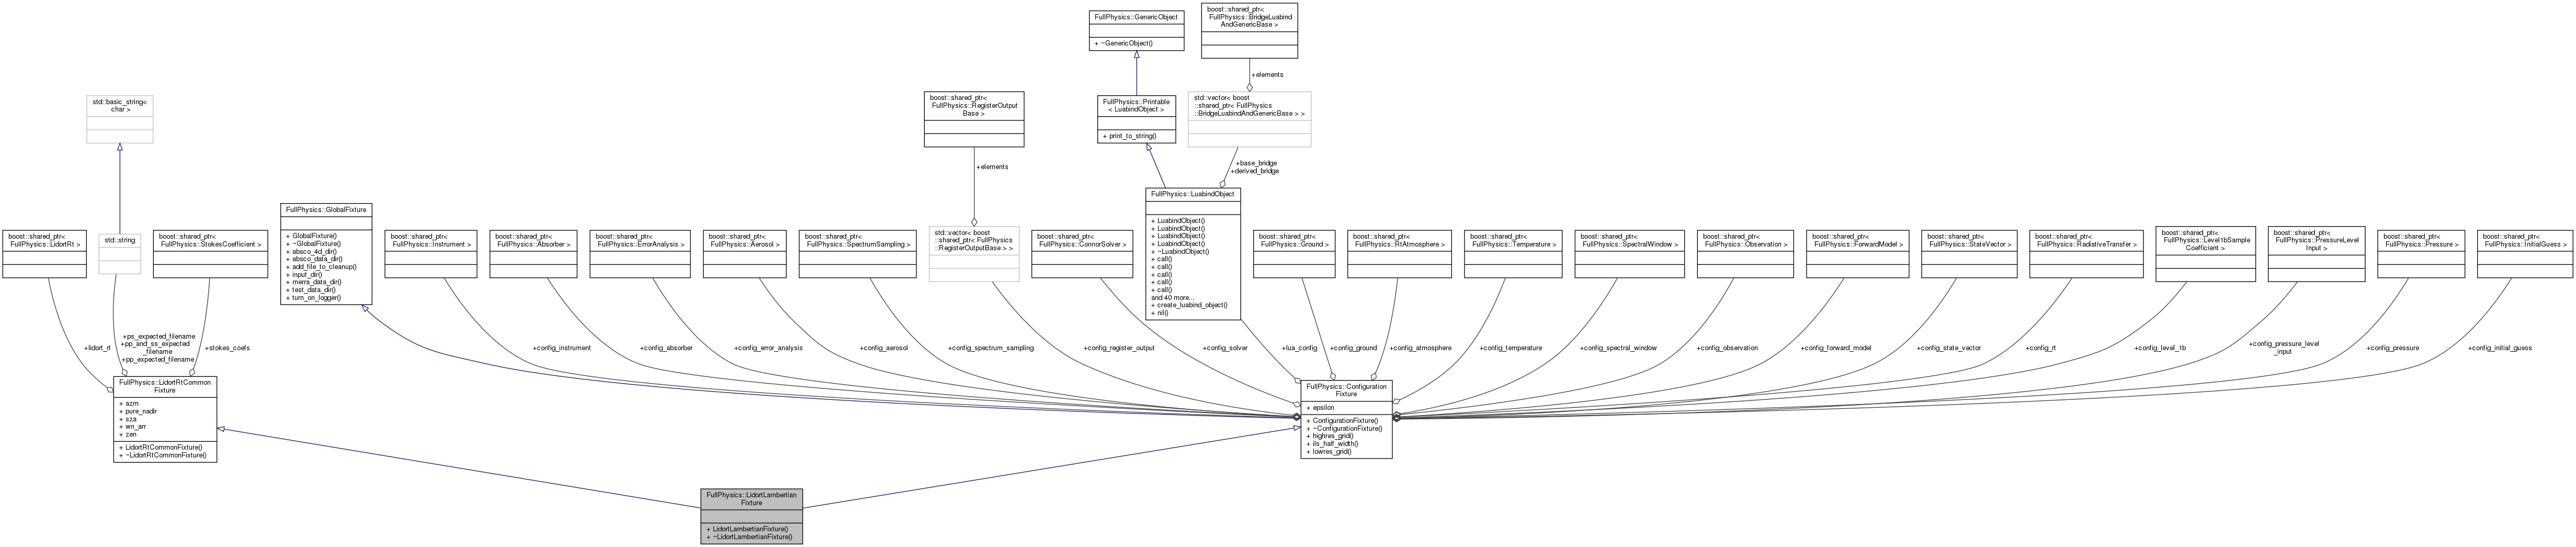 FullPhysics::GenericObject
+ ~GenericObject()
boost::shared_ptr<
FullPhysics::BridgeLuabind
AndGenericBase >
+elements
std::basic_string<
char >
boost::shared_ptr<
FullPhysics::RegisterOutput
Base >
FullPhysics::Printable
< LuabindObject >
+ print_to_string()
std::vector< boost
::shared_ptr< FullPhysics
::BridgeLuabindAndGenericBase > >
+elements
+base_bridge
+derived_bridge
boost::shared_ptr<
FullPhysics::LidortRt >
std::string
boost::shared_ptr<
FullPhysics::StokesCoefficient >
FullPhysics::GlobalFixture
+ GlobalFixture()
+ ~GlobalFixture()
+ absco_4d_dir()
+ absco_data_dir()
+ add_file_to_cleanup()
+ input_dir()
+ merra_data_dir()
+ test_data_dir()
+ turn_on_logger()
boost::shared_ptr<
FullPhysics::Instrument >
boost::shared_ptr<
FullPhysics::Absorber >
boost::shared_ptr<
FullPhysics::ErrorAnalysis >
boost::shared_ptr<
FullPhysics::Aerosol >
boost::shared_ptr<
FullPhysics::SpectrumSampling >
std::vector< boost
::shared_ptr< FullPhysics
::RegisterOutputBase > >
boost::shared_ptr<
FullPhysics::ConnorSolver >
FullPhysics::LuabindObject
+ LuabindObject()
+ LuabindObject()
+ LuabindObject()
+ LuabindObject()
+ ~LuabindObject()
+ call()
+ call()
+ call()
+ call()
+ call()
and 40 more...
+ create_luabind_object()
+ nil()
boost::shared_ptr<
FullPhysics::Ground >
boost::shared_ptr<
FullPhysics::RtAtmosphere >
boost::shared_ptr<
FullPhysics::Temperature >
boost::shared_ptr<
FullPhysics::SpectralWindow >
boost::shared_ptr<
FullPhysics::Observation >
boost::shared_ptr<
FullPhysics::ForwardModel >
boost::shared_ptr<
FullPhysics::StateVector >
boost::shared_ptr<
FullPhysics::RadiativeTransfer >
boost::shared_ptr<
FullPhysics::Level1bSample
Coefficient >
boost::shared_ptr<
FullPhysics::PressureLevel
Input >
boost::shared_ptr<
FullPhysics::Pressure >
boost::shared_ptr<
FullPhysics::InitialGuess >
+lidort_rt
+ps_expected_filename
+pp_and_ss_expected
_filename
+pp_expected_filename
+stokes_coefs
+config_instrument
+config_absorber
+config_error_analysis
+config_aerosol
+config_spectrum_sampling
+config_register_output
+config_solver
+lua_config
+config_ground
+config_atmosphere
+config_temperature
+config_spectral_window
+config_observation
+config_forward_model
+config_state_vector
+config_rt
+config_level_1b
+config_pressure_level
_input
+config_pressure
+config_initial_guess
FullPhysics::LidortRtCommon
Fixture
+ azm
+ pure_nadir
+ sza
+ wn_arr
+ zen
+ LidortRtCommonFixture()
+ ~LidortRtCommonFixture()
FullPhysics::Configuration
Fixture
+ epsilon
+ ConfigurationFixture()
+ ~ConfigurationFixture()
+ highres_grid()
+ ils_half_width()
+ lowres_grid()
FullPhysics::LidortLambertian
Fixture
+ LidortLambertianFixture()
+ ~LidortLambertianFixture()